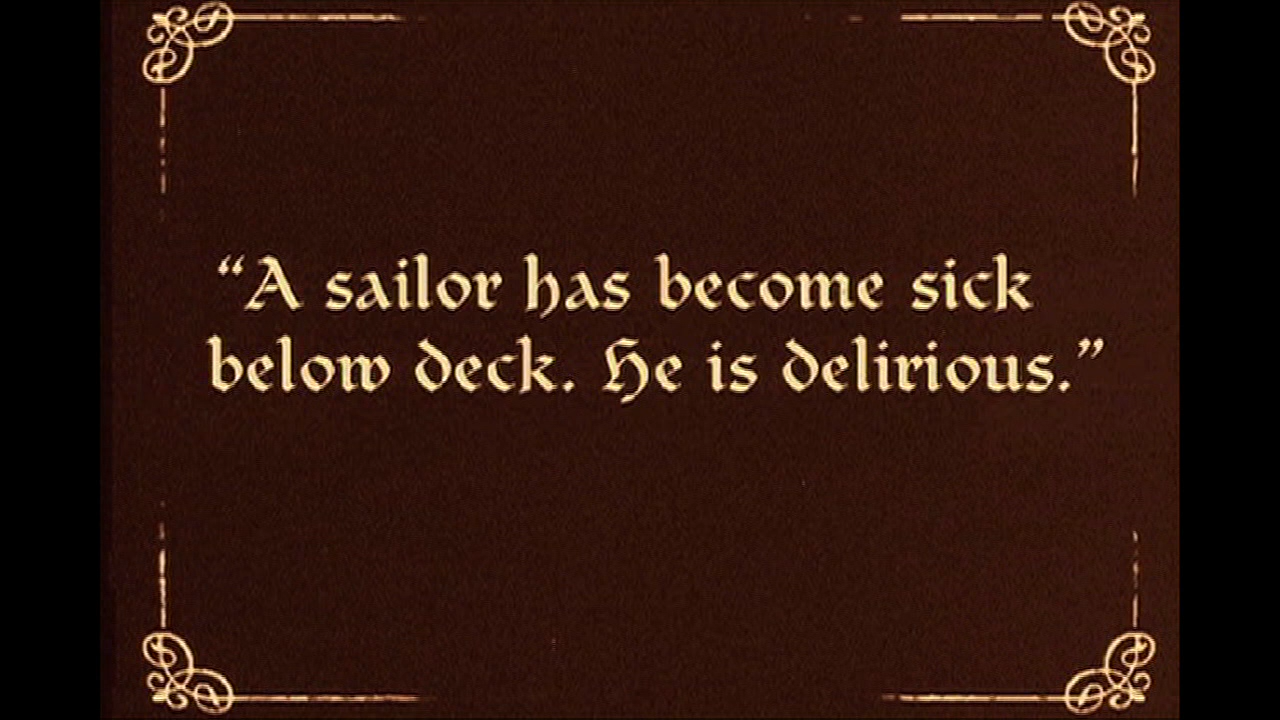 “A sailor has become sick
below deck. He is delirious.”